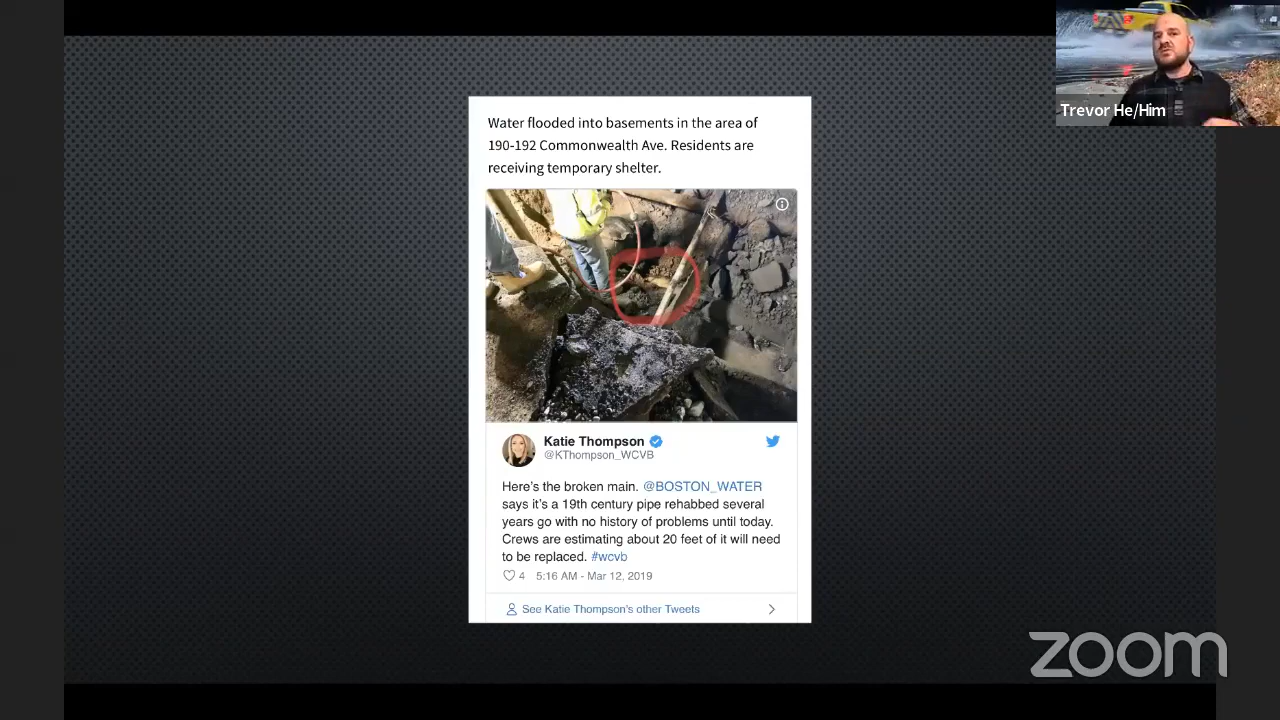 Trevor He/Him
Water flooded into basements in the area of
190-192 Commonwealth Ave. Residents are
receiving temporary shelter.
Katie Thompson
@KThompson_WCVB
Here's the broken main. @BOSTON_WATER
says it's a 19th century pipe rehabbed several
years go with no history of problems until today.
Crews are estimating about 20 feet of it will need
to be replaced. #wcvb
4 5:16 AM - Mar 12, 2019
See Katie Thompson's other Tweets
zoom